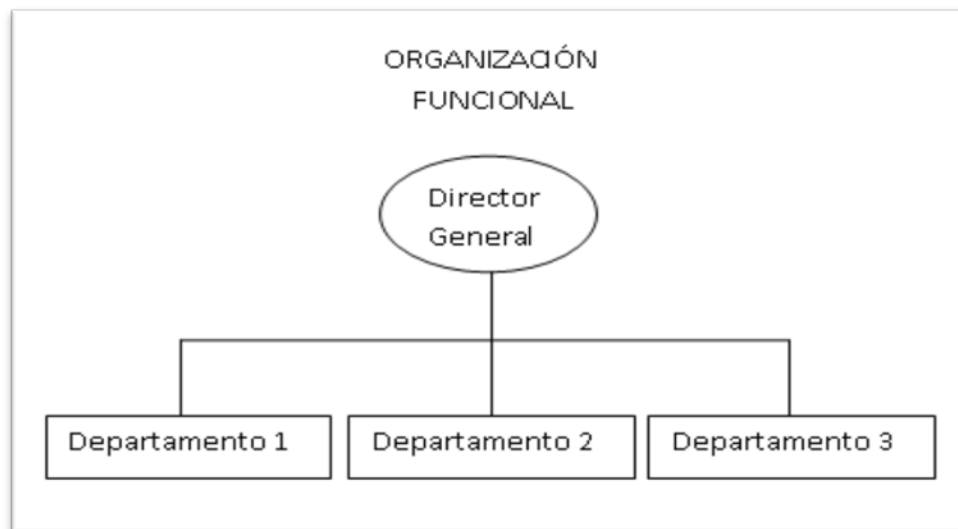 ORGANIZACIÓN
FUNCIONAL
Director
General
Departamento 1
Departamento 2
Departamento 3